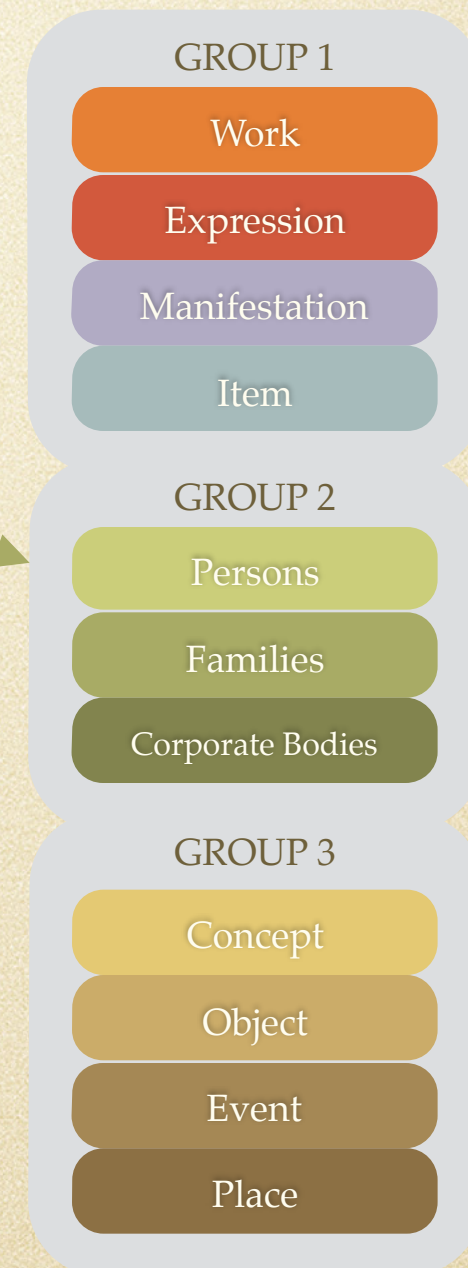 GROUP 1
Work
Expression
Manifestation
Item
GROUP 2
Persons
Families
Corporate Bodies
GROUP 3
Concept
Object
Event
Place